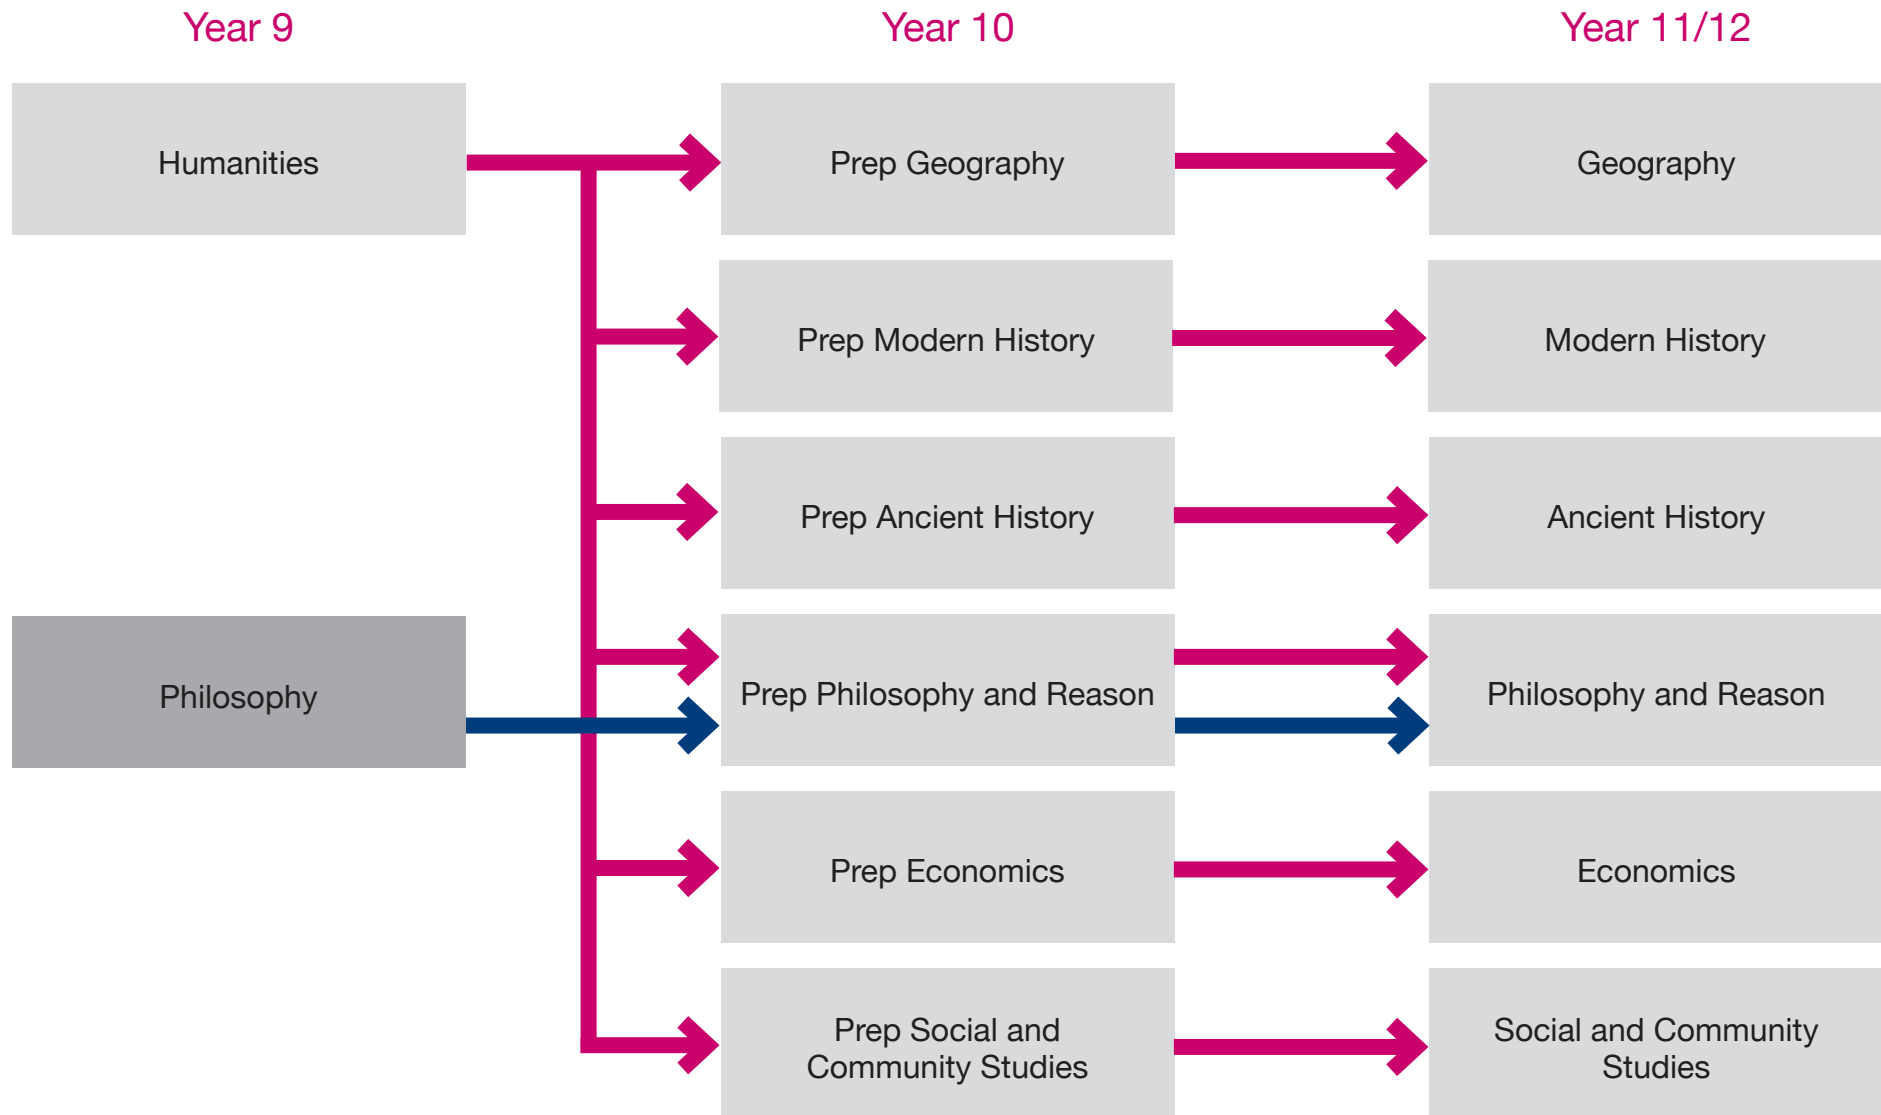 Year 9
Year 10
Year 11/12
Humanities
Prep Geography
Geography
Prep Modern History
Modern History
Prep Ancient History
Ancient History
Philosophy
Prep Philosophy and Reason
Philosophy and Reason
Prep Economics
Economics
Prep Social and
Community Studies
Social and Community
Studies